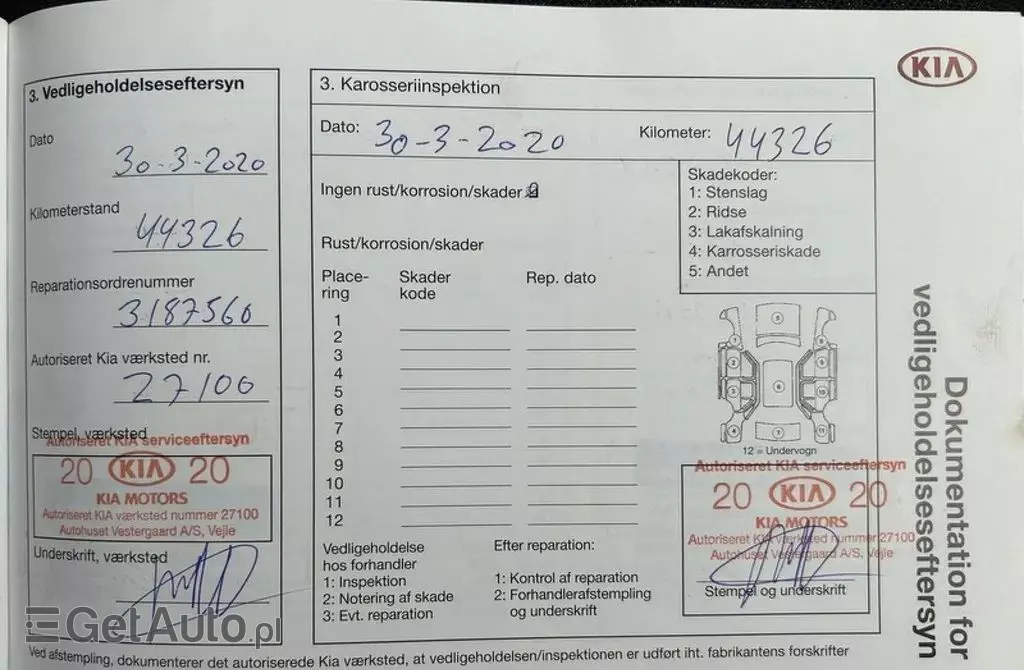 KIA
3. Vedligeholdelseseftersyn
Dato
30-3-2020
Kilometerstand
44326
Reparationsordrenummer
3187560
Autoriseret Kia værksted nr.
27100
Stempel, værksted
Autoriseret KIA serviceeftersyn
20 KIA 20
KIA MOTORS
Autoriseret KIA værksted nummer 27100
Autohuset Vestergaard A/S, Vejle
Underskrift, værksted
3. Karosseriinspektion
Dato: 30-3-2020 Kilometer: 44326
Ingen rust/korrosion/skader
Skadekoder:
1: Stenslag
2: Ridse
3: Lakafskalning
4: Karrosseriskade
5: Andet
Rust/korrosion/skader
Place-
ring
Skader
kode
Rep. dato
1
2
3
4
5
6
7
8
9
10
11
12
12 = Undervogn
Vedligeholdelse
hos forhandler
1: Inspektion
2: Notering af skade
3: Evt. reparation
Efter reparation:
1: Kontrol af reparation
2: Forhandlerafstempling
og underskrift
Autoriseret KIA serviceeftersyn
20 KIA 20
KIA MOTORS
Autoriseret KIA værksted nummer 27100
Autohuset Vestergaard A/S, Vejle
Stempel og underskrift
Ved afstempling, dokumenterer det autoriserede Kia værksted, at vedligeholdelsen/inspektionen er udført iht. fabrikantens forskrifter
Dokumentation for
vedligeholdelseseftersyn
GetAuto.pl